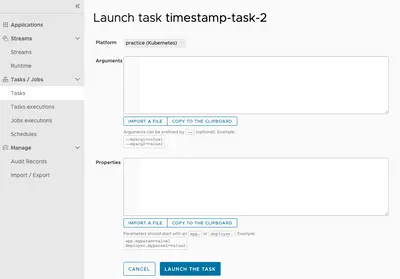 Applications
Streams
Streams
Runtime
Tasks / Jobs
Tasks
Tasks executions
Jobs executions
Schedules
Manage
Audit Records
Import / Export
Launch task timestamp-task-2
Platform
practice (Kubernetes)
Arguments
IMPORT A FILE
COPY TO THE CLIPBOARD
Arguments can be prefixed by -- (optional). Example:
--myarg1=value1
--myarg2=value2
Properties
IMPORT A FILE
COPY TO THE CLIPBOARD
Parameters should start with an app. or deployer. Example:
app.myparam=value1
deployer.myparam2=value2
CANCEL
LAUNCH THE TASK